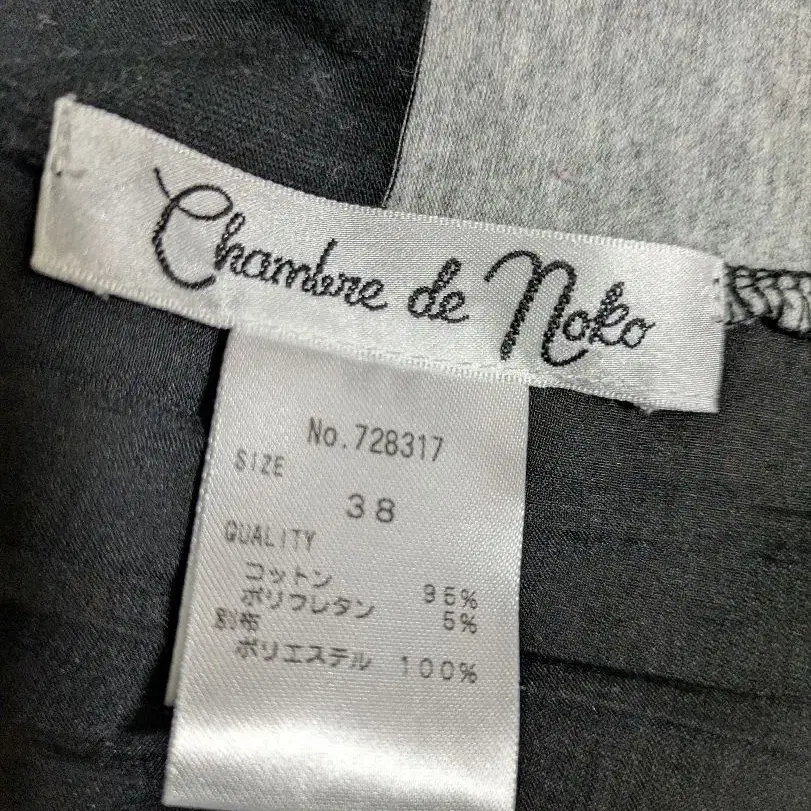 Chambre de Noko
No.728317
SIZE
38
QUALITY
コットン 95%
ポリウレタン 5%
別布
ポリエステル 100%